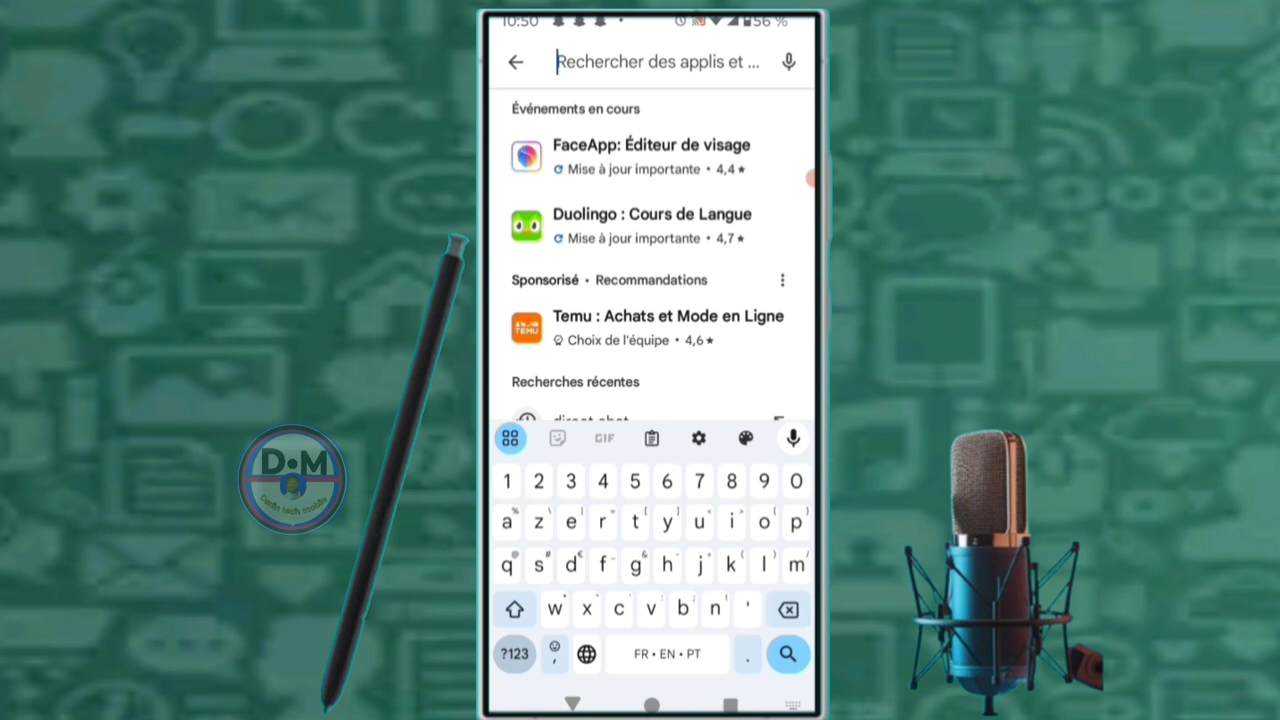 10:50 56 %
Rechercher des applis et ...
Événements en cours
FaceApp: Éditeur de visage
Mise à jour importante • 4,4 ★
Duolingo : Cours de Langue
Mise à jour importante • 4,7 ★
Sponsorisé • Recommandations
TEMU
Temu : Achats et Mode en Ligne
Choix de l'équipe • 4,6 ★
Recherches récentes
direct chat
GIF
1 2 3 4 5 6 7 8 9 0
a z e r t y u i o p
q s d f g h j k l m
w x c v b n '
?123 , FR • EN • PT .
D•M